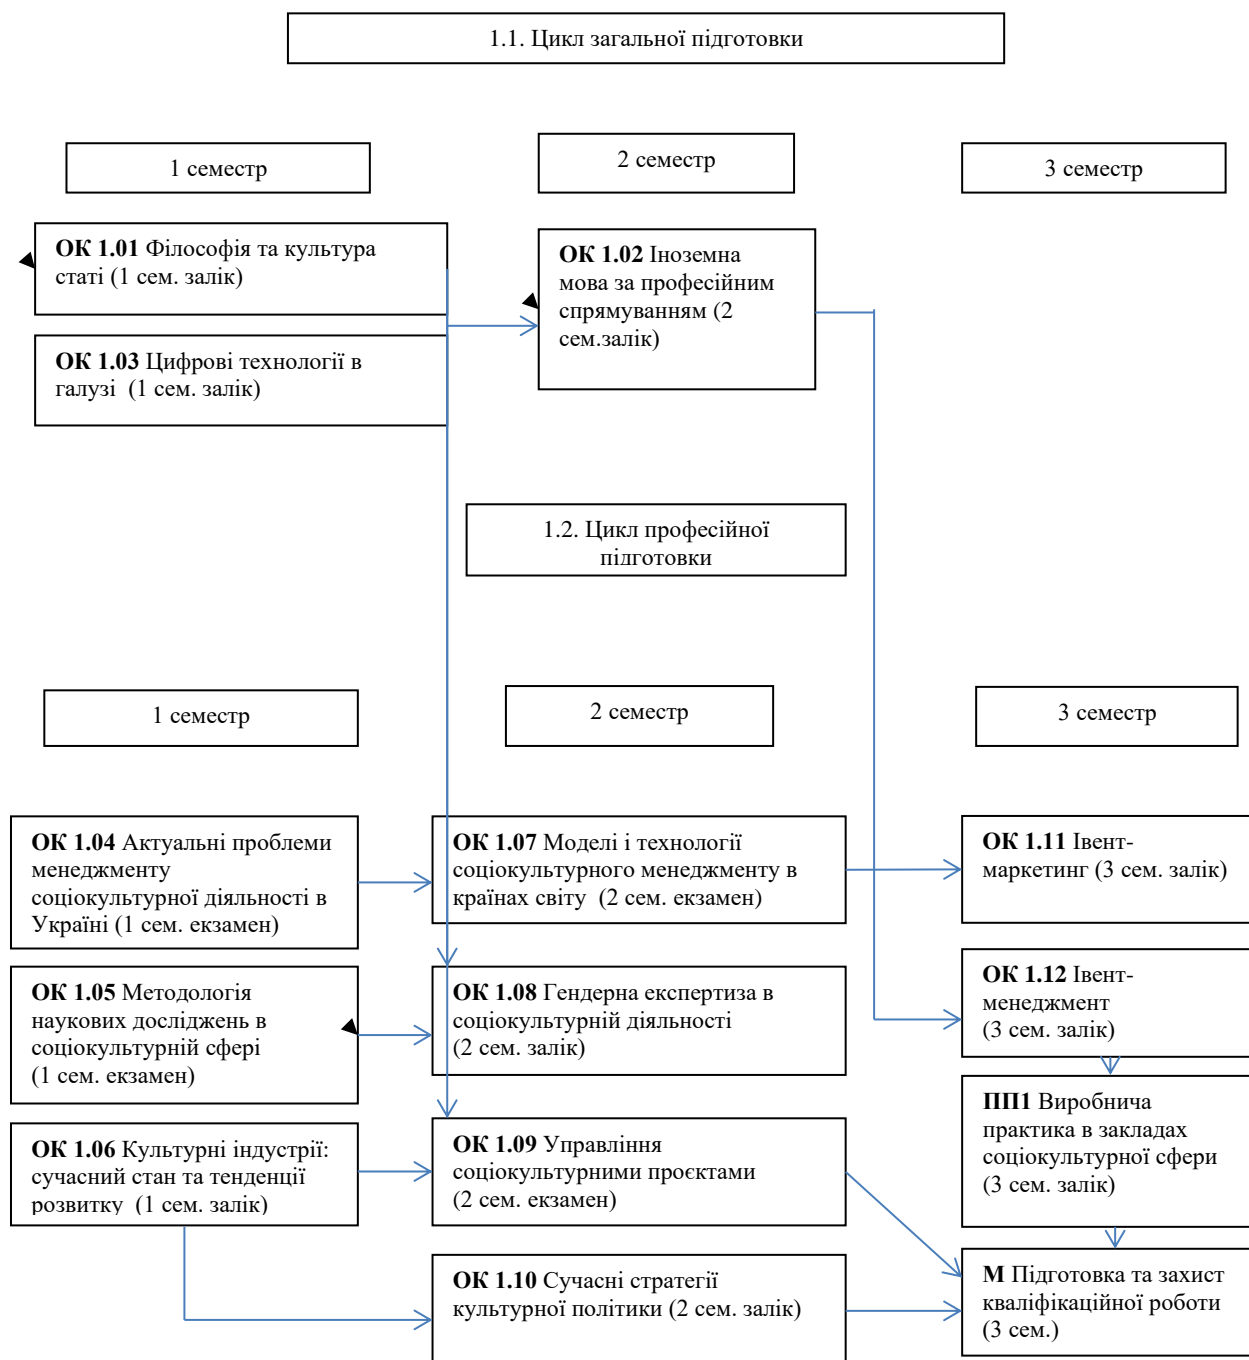 1.1. Цикл загальної підготовки
1 семестр
2 семестр
3 семестр
ОК 1.01 Філософія та культура
статі (1 сем. залік)
ОК 1.02 Іноземна
мова за професійним
спрямуванням (2
сем.залік)
ОК 1.03 Цифрові технології в
галузі (1 сем. залік)
1.2. Цикл професійної
підготовки
1 семестр
2 семестр
3 семестр
ОК 1.04 Актуальні проблеми
менеджменту
соціокультурної діяльності в
Україні (1 сем. екзамен)
ОК 1.07 Моделі і технології
соціокультурного менеджменту в
країнах світу (2 сем. екзамен)
ОК 1.11 Івент-
маркетинг (3 сем. залік)
ОК 1.05 Методологія
наукових досліджень в
соціокультурній сфері
(1 сем. екзамен)
ОК 1.08 Гендерна експертиза в
соціокультурній діяльності
(2 сем. залік)
ОК 1.12 Івент-
менеджмент
(3 сем. залік)
ОК 1.06 Культурні індустрії:
сучасний стан та тенденції
розвитку (1 сем. залік)
ОК 1.09 Управління
соціокультурними проєктами
(2 сем. екзамен)
ПП1 Виробнича
практика в закладах
соціокультурної сфери
(3 сем. залік)
ОК 1.10 Сучасні стратегії
культурної політики (2 сем. залік)
М Підготовка та захист
кваліфікаційної роботи
(3 сем.)